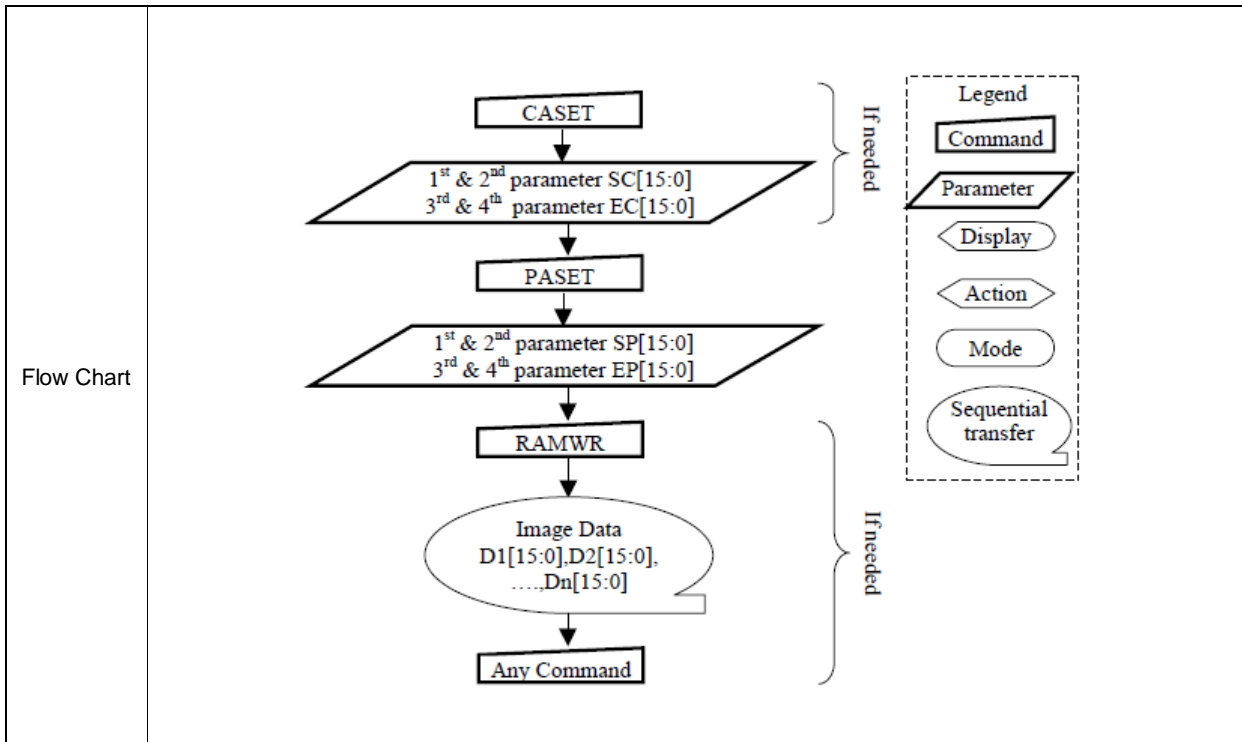 Flow Chart
CASET
1st & 2nd parameter SC[15:0]
3rd & 4th parameter EC[15:0]
PASET
1st & 2nd parameter SP[15:0]
3rd & 4th parameter EP[15:0]
RAMWR
Image Data
D1[15:0],D2[15:0],
….,Dn[15:0]
Any Command
If needed
If needed
Legend
Command
Parameter
Display
Action
Mode
Sequential
transfer